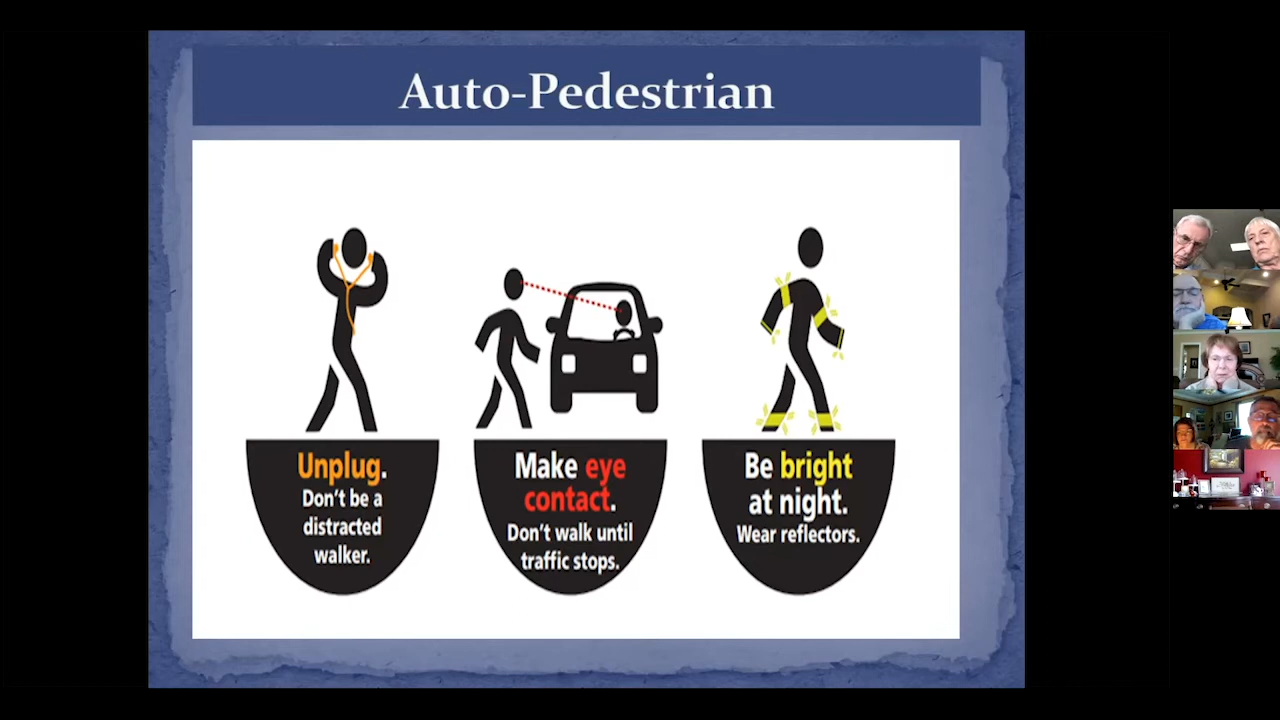 Auto-Pedestrian
Unplug.
Don't be a
distracted
walker.
Make eye
contact.
Don't walk until
traffic stops.
Be bright
at night.
Wear reflectors.